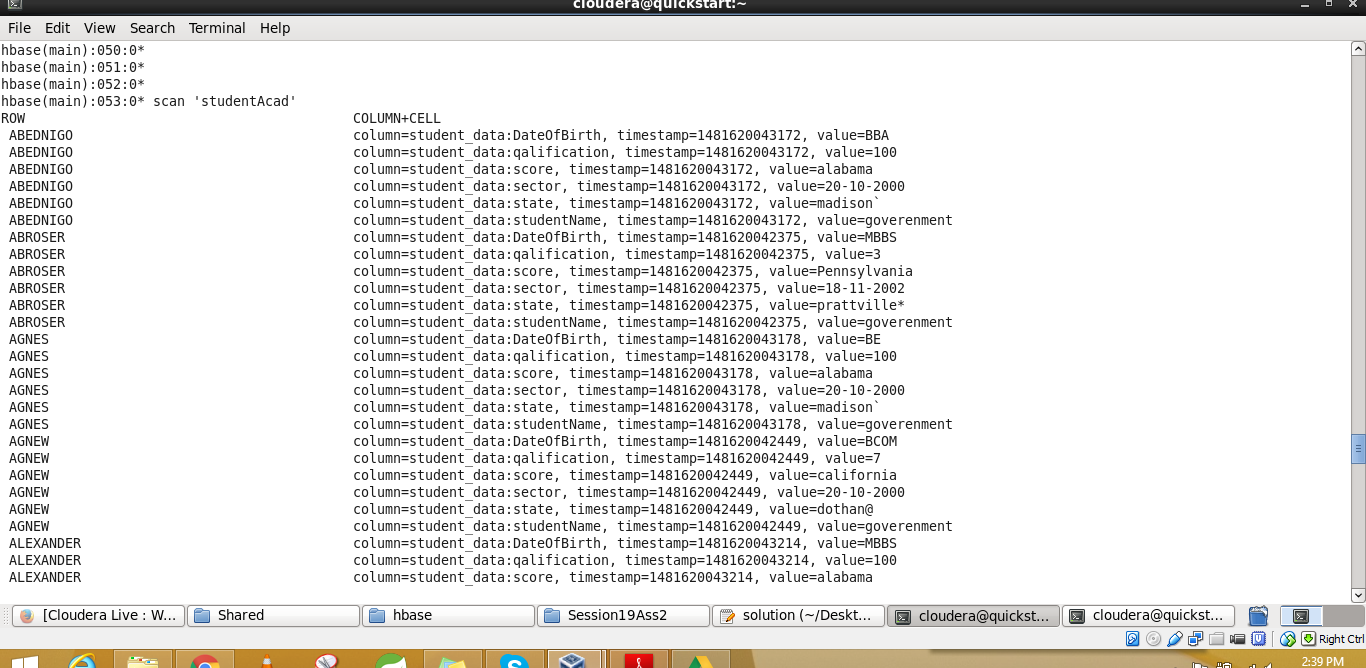 cloudera@quickstart:~
File Edit View Search Terminal Help
hbase(main):050:0*
hbase(main):051:0*
hbase(main):052:0*
hbase(main):053:0* scan 'studentAcad'
ROW COLUMN+CELL
ABEDNIGO column=student_data:DateOfBirth, timestamp=1481620043172, value=BBA
ABEDNIGO column=student_data:qalification, timestamp=1481620043172, value=100
ABEDNIGO column=student_data:score, timestamp=1481620043172, value=alabama
ABEDNIGO column=student_data:sector, timestamp=1481620043172, value=20-10-2000
ABEDNIGO column=student_data:state, timestamp=1481620043172, value=madison`
ABEDNIGO column=student_data:studentName, timestamp=1481620043172, value=goverenment
ABROSER column=student_data:DateOfBirth, timestamp=1481620042375, value=MBBS
ABROSER column=student_data:qalification, timestamp=1481620042375, value=3
ABROSER column=student_data:score, timestamp=1481620042375, value=Pennsylvania
ABROSER column=student_data:sector, timestamp=1481620042375, value=18-11-2002
ABROSER column=student_data:state, timestamp=1481620042375, value=prattville*
ABROSER column=student_data:studentName, timestamp=1481620042375, value=goverenment
AGNES column=student_data:DateOfBirth, timestamp=1481620043178, value=BE
AGNES column=student_data:qalification, timestamp=1481620043178, value=100
AGNES column=student_data:score, timestamp=1481620043178, value=alabama
AGNES column=student_data:sector, timestamp=1481620043178, value=20-10-2000
AGNES column=student_data:state, timestamp=1481620043178, value=madison`
AGNES column=student_data:studentName, timestamp=1481620043178, value=goverenment
AGNEW column=student_data:DateOfBirth, timestamp=1481620042449, value=BCOM
AGNEW column=student_data:qalification, timestamp=1481620042449, value=7
AGNEW column=student_data:score, timestamp=1481620042449, value=california
AGNEW column=student_data:sector, timestamp=1481620042449, value=20-10-2000
AGNEW column=student_data:state, timestamp=1481620042449, value=dothan@
AGNEW column=student_data:studentName, timestamp=1481620042449, value=goverenment
ALEXANDER column=student_data:DateOfBirth, timestamp=1481620043214, value=MBBS
ALEXANDER column=student_data:qalification, timestamp=1481620043214, value=100
ALEXANDER column=student_data:score, timestamp=1481620043214, value=alabama
[Cloudera Live : W... Shared hbase Session19Ass2 solution (~/Deskt... cloudera@quickst... cloudera@quickst...
Right Ctrl
2:39 PM